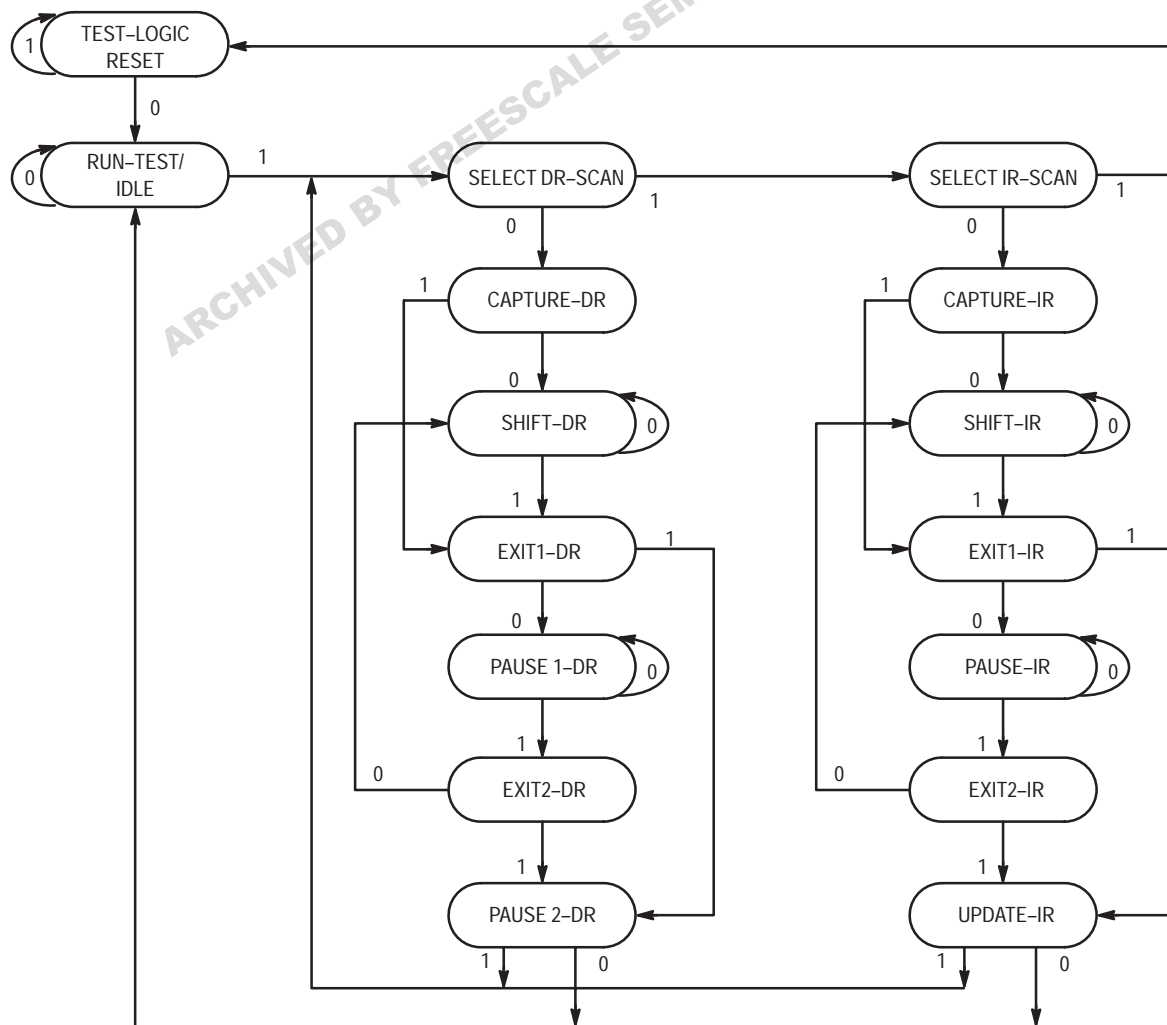 TEST–LOGIC
RESET
1
0
RUN–TEST/
IDLE
0
1
SELECT DR–SCAN
1
SELECT IR–SCAN
1
0
0
1
CAPTURE–DR
1
CAPTURE–IR
0
0
SHIFT–DR
0
SHIFT–IR
0
1
1
EXIT1–DR
1
EXIT1–IR
1
0
0
PAUSE 1–DR
0
PAUSE–IR
0
1
1
0
EXIT2–DR
0
EXIT2–IR
1
1
PAUSE 2–DR
UPDATE–IR
1
0
1
0
ARCHIVED BY FREESCALE SEM